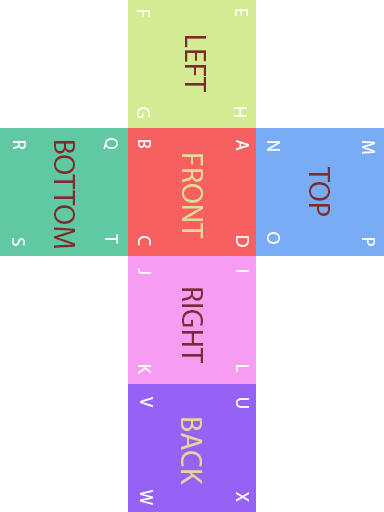 M P
TOP
N O
E H A D I L U X
LEFT FRONT RIGHT BACK
F G B C J K V W
Q T
BOTTOM
R S